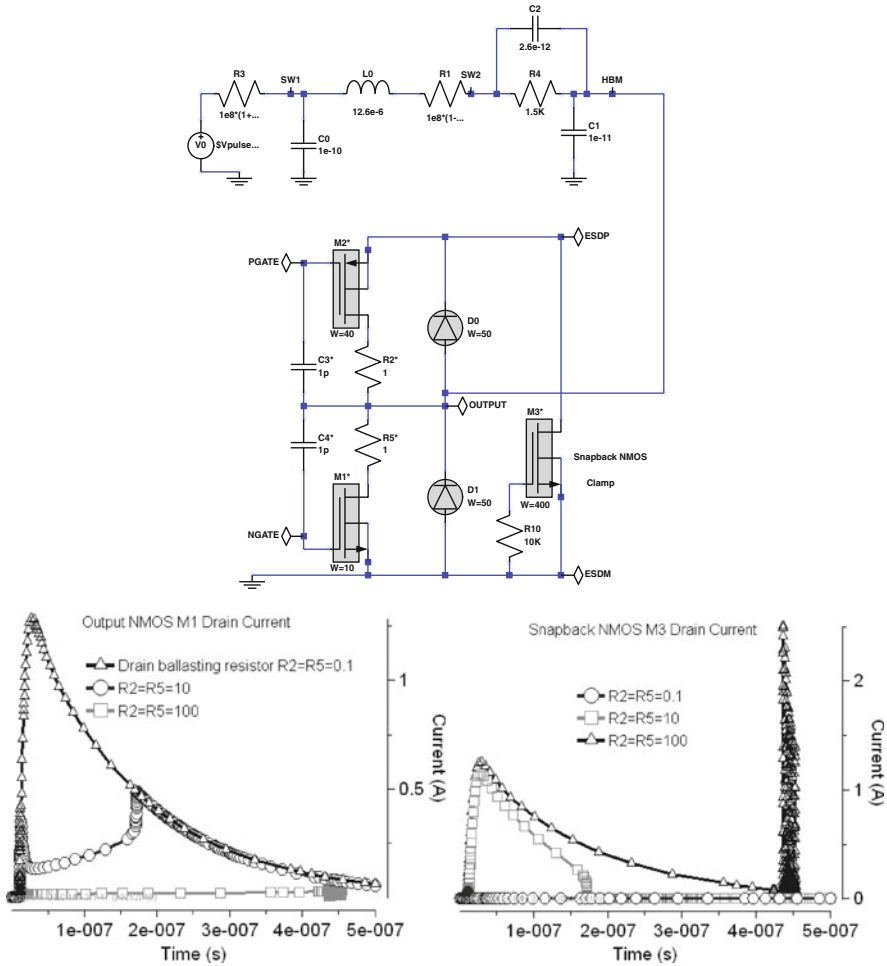 C2
2.6e-12
R3
SW1
L0
R1
SW2
R4
HBM
1e8*(1+...
12.6e-6
1e8*(1-...
1.5K
V0
$Vpulse...
C0
1e-10
C1
1e-11
M2*
ESDP
PGATE
W=40
D0
W=50
C3*
1p
R2*
1
OUTPUT
M3*
C4*
1p
R5*
1
Snapback NMOS
Clamp
M1*
D1
W=50
W=400
R10
10K
NGATE
W=10
ESDM
Output NMOS M1 Drain Current
Drain ballasting resistor R2=R5=0.1
R2=R5=10
R2=R5=100
1
0.5
Current (A)
1e-007 2e-007 3e-007 4e-007 5e-007
Time (s)
Snapback NMOS M3 Drain Current
R2=R5=0.1
R2=R5=10
R2=R5=100
2
1
0
Current (A)
1e-007 2e-007 3e-007 4e-007 5e-007
Time (s)